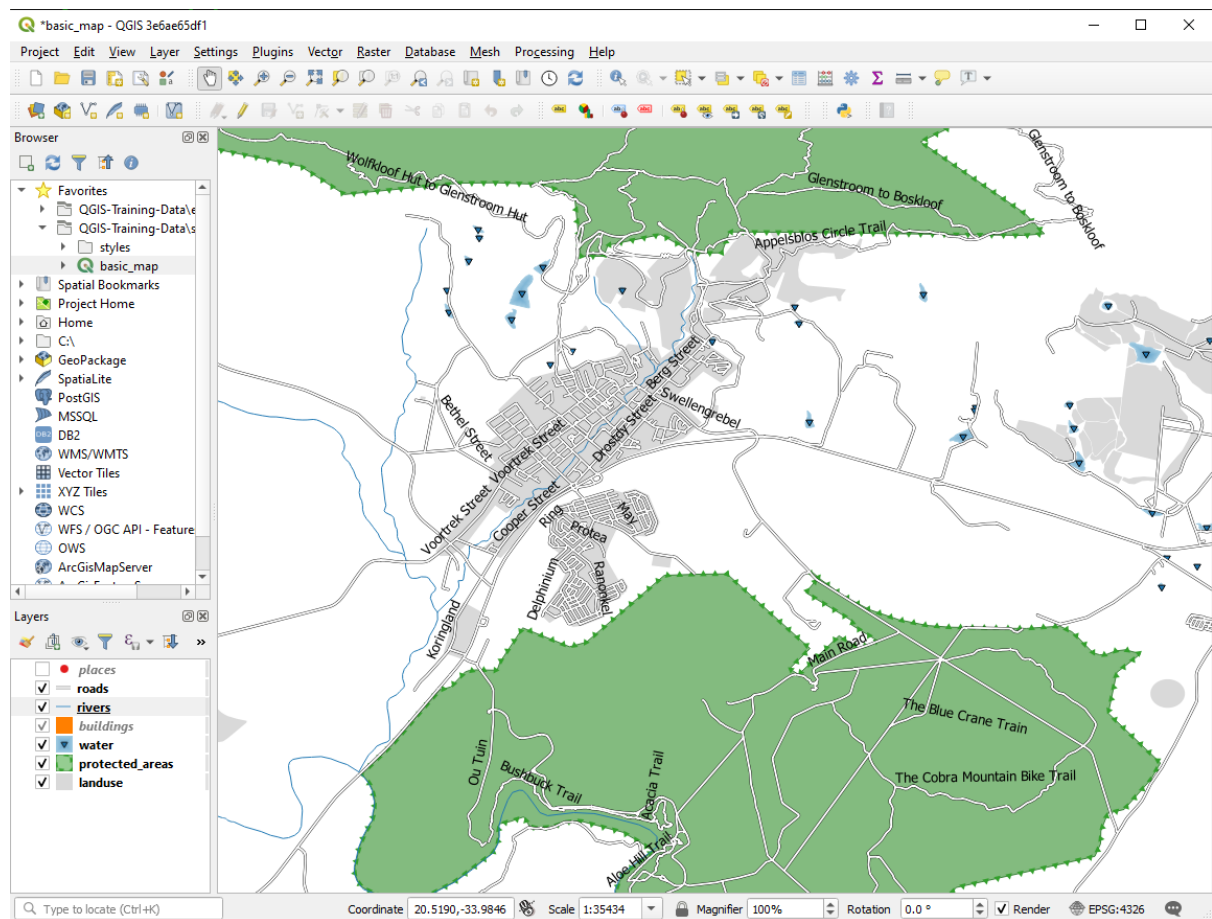 *basic_map - QGIS 3e6ae65df1
Project Edit View Layer Settings Plugins Vector Raster Database Mesh Processing Help
Browser
Favorites
QGIS-Training-Data\e
QGIS-Training-Data\s
styles
basic_map
Spatial Bookmarks
Project Home
Home
C:\
GeoPackage
SpatiaLite
PostGIS
MSSQL
DB2
WMS/WMTS
Vector Tiles
XYZ Tiles
WCS
WFS / OGC API - Feature
OWS
ArcGisMapServer
Layers
places
roads
rivers
buildings
water
protected_areas
landuse
Wolfkloof Hut to Glenstroom Hut
Glenstroom to Boskloof
Glenstroom to Boskloof
Appelsbios Circle Trail
Berg Street
Swellengrebel
Bethel Street
Drostdy Street
Voortrek Street
Voortrek Street
Cooper Street
Ring
May
Protea
Delphinium
Ranonkel
Koringland
Main Road
The Blue Crane Train
The Cobra Mountain Bike Trail
Ou Tuin
Bushbuck Trail
Acacia Trail
Aloe Hill Trail
Type to locate (Ctrl+K) Coordinate 20.5190,-33.9846 Scale 1:35434 Magnifier 100% Rotation 0.0 ° Render EPSG:4326